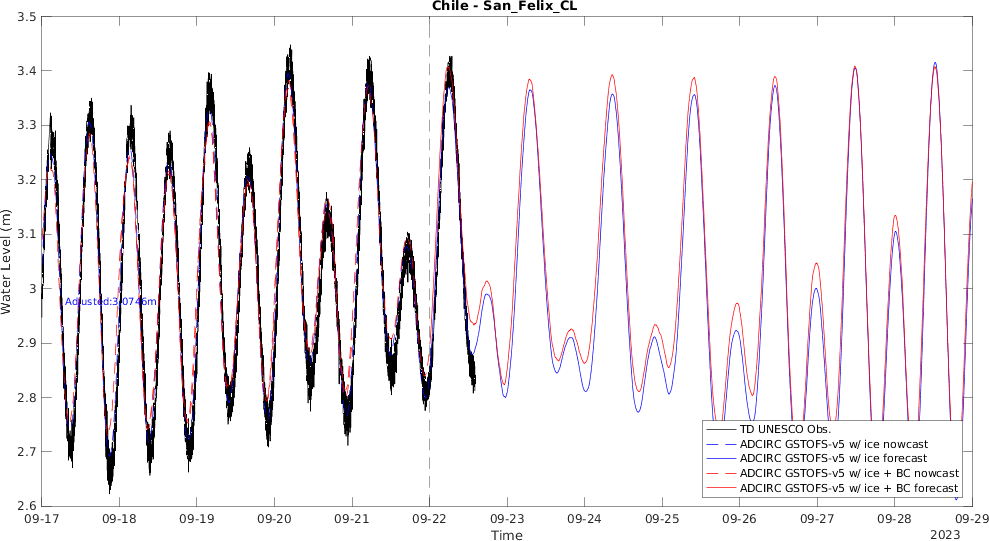 Chile - San_Felix_CL
3.5
3.4
3.3
3.2
3.1
3
2.9
2.8
2.7
2.6
Water Level (m)
Adjusted:3.0746m
TD UNESCO Obs.
ADCIRC GSTOFS-v5 w/ ice nowcast
ADCIRC GSTOFS-v5 w/ ice forecast
ADCIRC GSTOFS-v5 w/ ice + BC nowcast
ADCIRC GSTOFS-v5 w/ ice + BC forecast
09-17 09-18 09-19 09-20 09-21 09-22 09-23 09-24 09-25 09-26 09-27 09-28 09-29
Time
2023